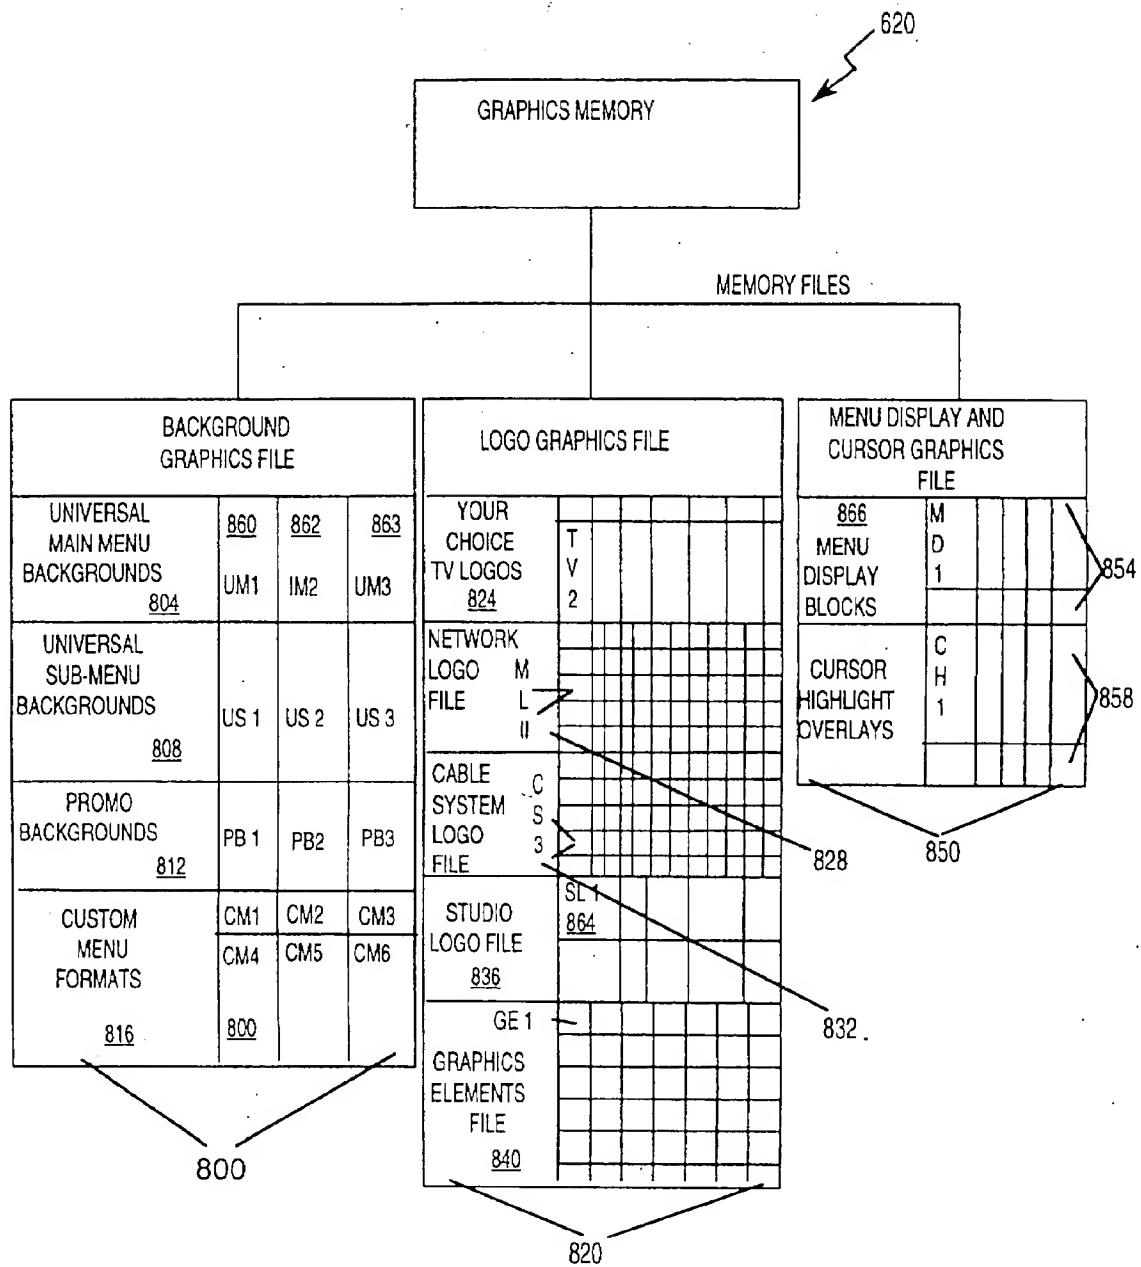 620
GRAPHICS MEMORY
MEMORY FILES
BACKGROUND
GRAPHICS FILE
UNIVERSAL
MAIN MENU
BACKGROUNDS
804
860
862
863
UM1
IM2
UM3
UNIVERSAL
SUB-MENU
BACKGROUNDS
808
US 1
US 2
US 3
PROMO
BACKGROUNDS
812
PB 1
PB2
PB3
CUSTOM
MENU
FORMATS
816
CM1
CM2
CM3
CM4
CM5
CM6
800
800
LOGO GRAPHICS FILE
YOUR
CHOICE
TV LOGOS
824
T
V
2
NETWORK
LOGO M
FILE L
II
828
CABLE
SYSTEM
LOGO
FILE
C
S
3
832.
STUDIO
LOGO FILE
836
SL 1
864
GE 1
GRAPHICS
ELEMENTS
FILE
840
820
MENU DISPLAY AND
CURSOR GRAPHICS
FILE
866
MENU
DISPLAY
BLOCKS
M
D
1
854
CURSOR
HIGHLIGHT
OVERLAYS
C
H
1
858
850